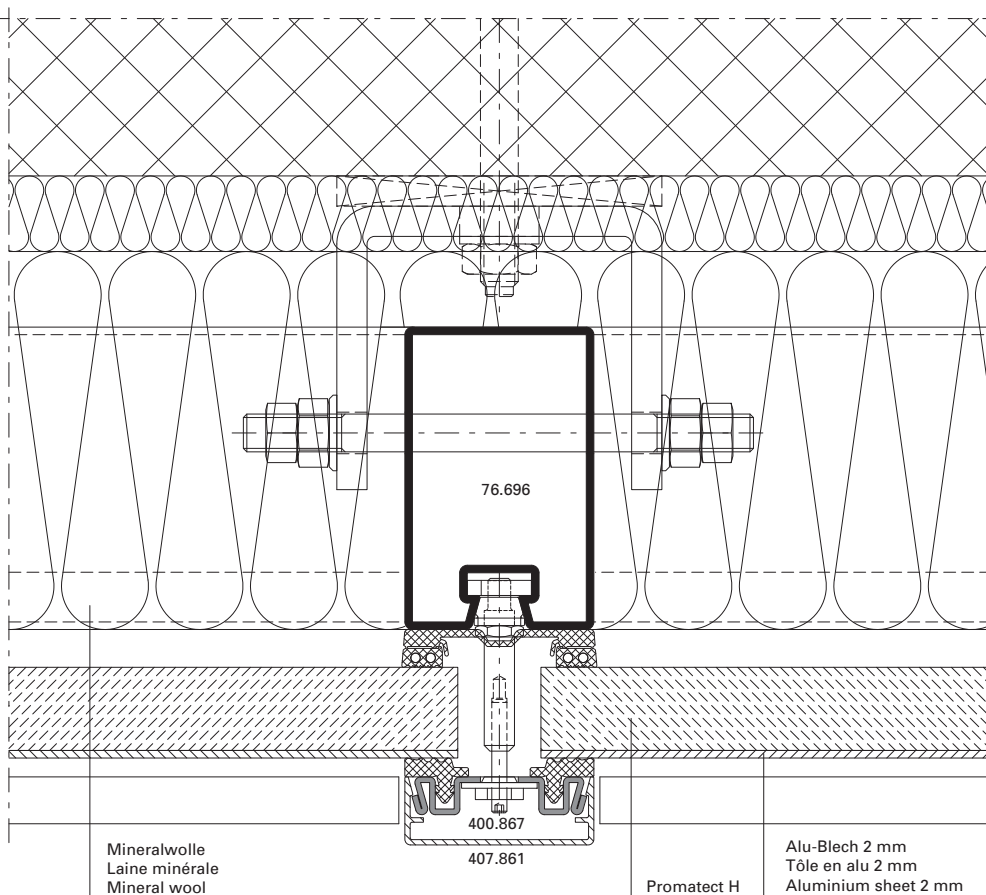 76.696
400.867
407.861
Mineralwolle
Laine minérale
Mineral wool
Promatect H
Alu-Blech 2 mm
Tôle en alu 2 mm
Aluminium sheet 2 mm